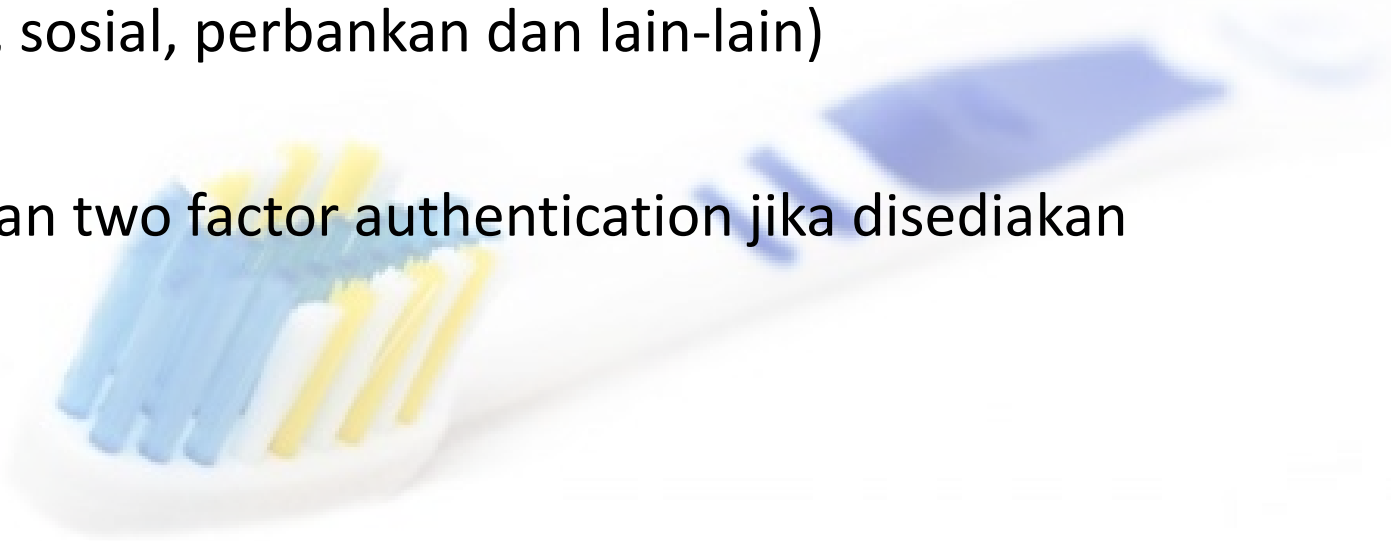 sosial, perbankan dan lain-lain)
an two factor authentication jika disediakan